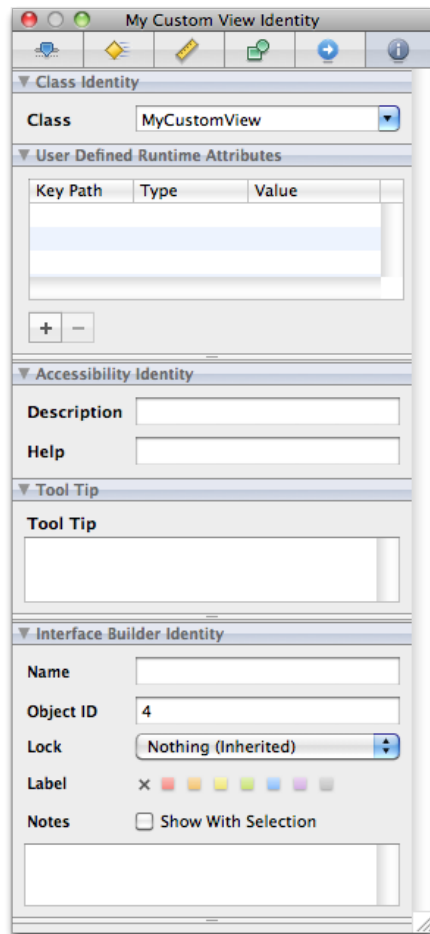 My Custom View Identity
Class Identity
Class MyCustomView
User Defined Runtime Attributes
Key Path Type Value
Accessibility Identity
Description
Help
Tool Tip
Tool Tip
Interface Builder Identity
Name
Object ID 4
Lock Nothing (Inherited)
Label
Notes Show With Selection